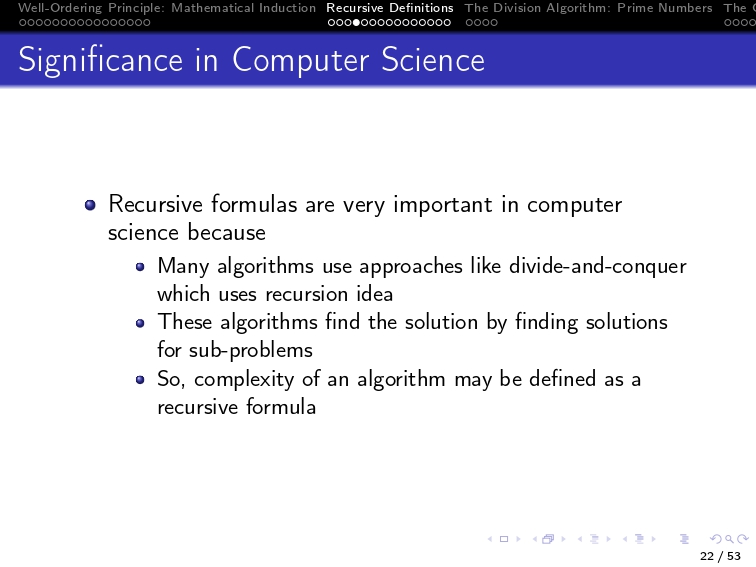 Well-Ordering Principle: Mathematical Induction Recursive Definitions The Division Algorithm: Prime Numbers The
Significance in Computer Science
Recursive formulas are very important in computer
science because
Many algorithms use approaches like divide-and-conquer
which uses recursion idea
These algorithms find the solution by finding solutions
for sub-problems
So, complexity of an algorithm may be defined as a
recursive formula
22 / 53